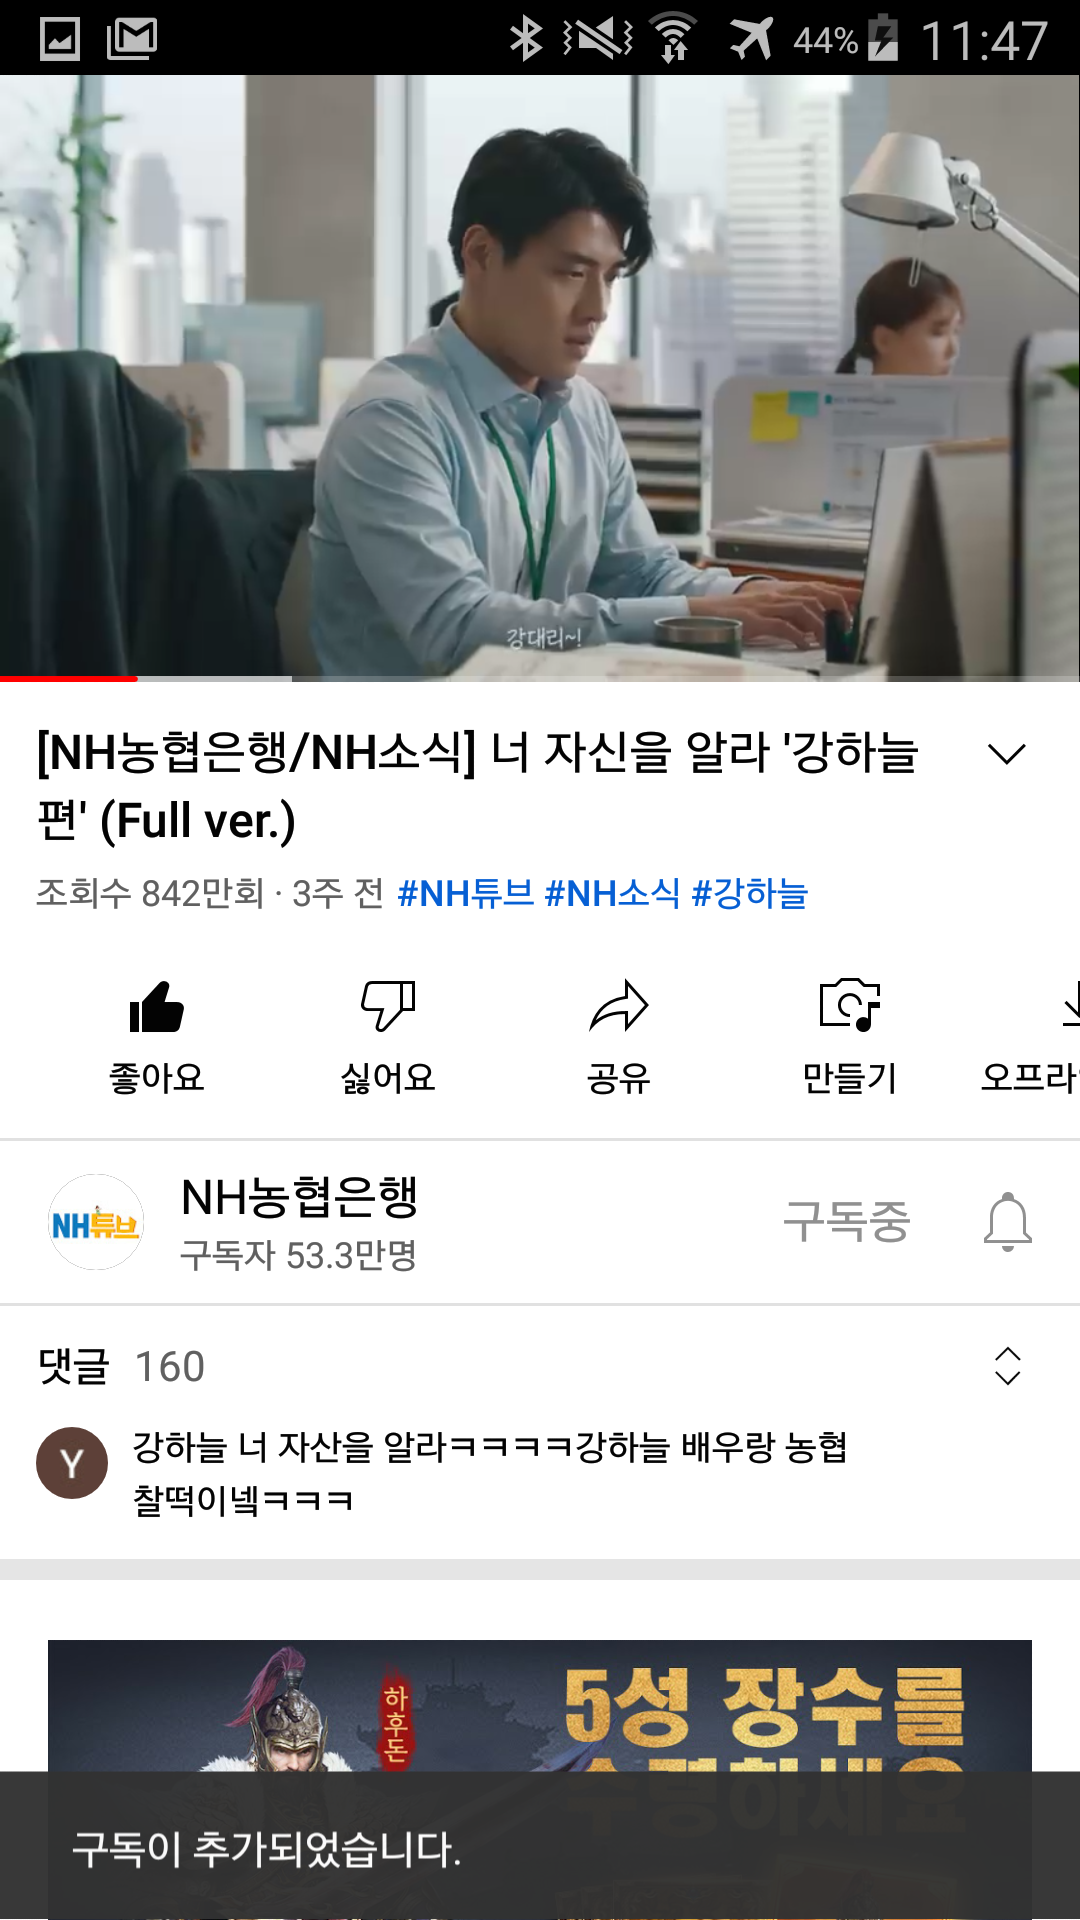 44% 11:47
강대리~!
[NH농협은행/NH소식] 너 자신을 알라 '강하늘
편' (Full ver.)
조회수 842만회 · 3주 전 #NH튜브 #NH소식 #강하늘
좋아요 싫어요 공유 만들기 오프라
NH튜브
NH농협은행
구독자 53.3만명
구독중
댓글 160
Y
강하늘 너 자산을 알라ㅋㅋㅋㅋ강하늘 배우랑 농협
찰떡이넼ㅋㅋㅋ
하후돈
5성 장수를
수령하세요
구독이 추가되었습니다.